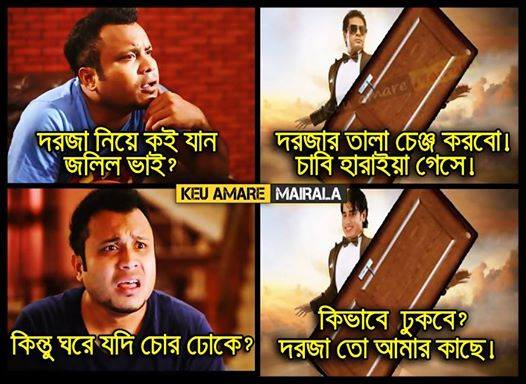 দরজা নিয়ে কই যান
জলিল ভাই?
দরজার তালা চেঞ্জ করবো।
চাবি হারাইয়া গেসে।
KEU AMARE MAIRALA
কিন্তু ঘরে যদি চোর ঢোকে?
কিভাবে ঢুকবে?
দরজা তো আমার কাছে।